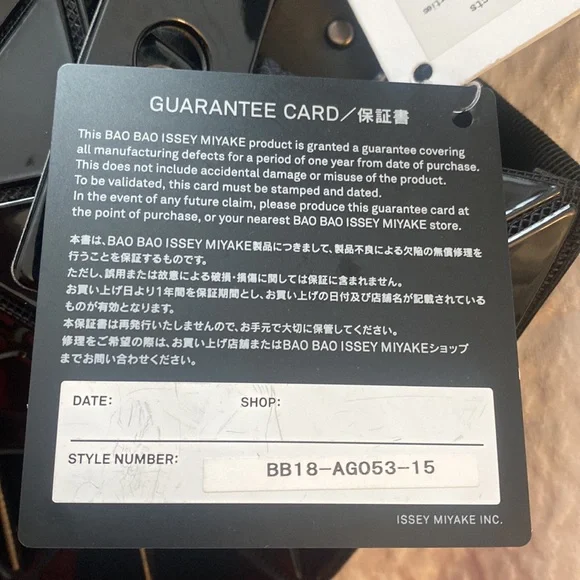 GUARANTEE CARD/保証書
This BAO BAO ISSEY MIYAKE product is granted a guarantee covering
all manufacturing defects for a period of one year from date of purchase.
This does not include accidental damage or misuse of the product.
To be validated, this card must be stamped and dated.
In the event of any future claim, please produce this guarantee card at
the point of purchase, or your nearest BAO BAO ISSEY MIYAKE store.
本書は、BAO BAO ISSEY MIYAKE製品につきまして、製品不良による欠陥の無償修理を
行うことを保証するものです。
ただし、誤用または故意による破損・損傷に関しては保証に含まれません。
お買い上げ日より1年間を保証期間とし、お買い上げの日付及び店舗名が記載されている
ものが有効となります。
本保証書は再発行いたしませんので、お手元で大切に保管してください。
修理をご希望の際は、お買い上げ店舗またはBAO BAO ISSEY MIYAKEショップ
までお問い合わせください。
DATE: SHOP:
STYLE NUMBER: BB18-AG053-15
ISSEY MIYAKE INC.